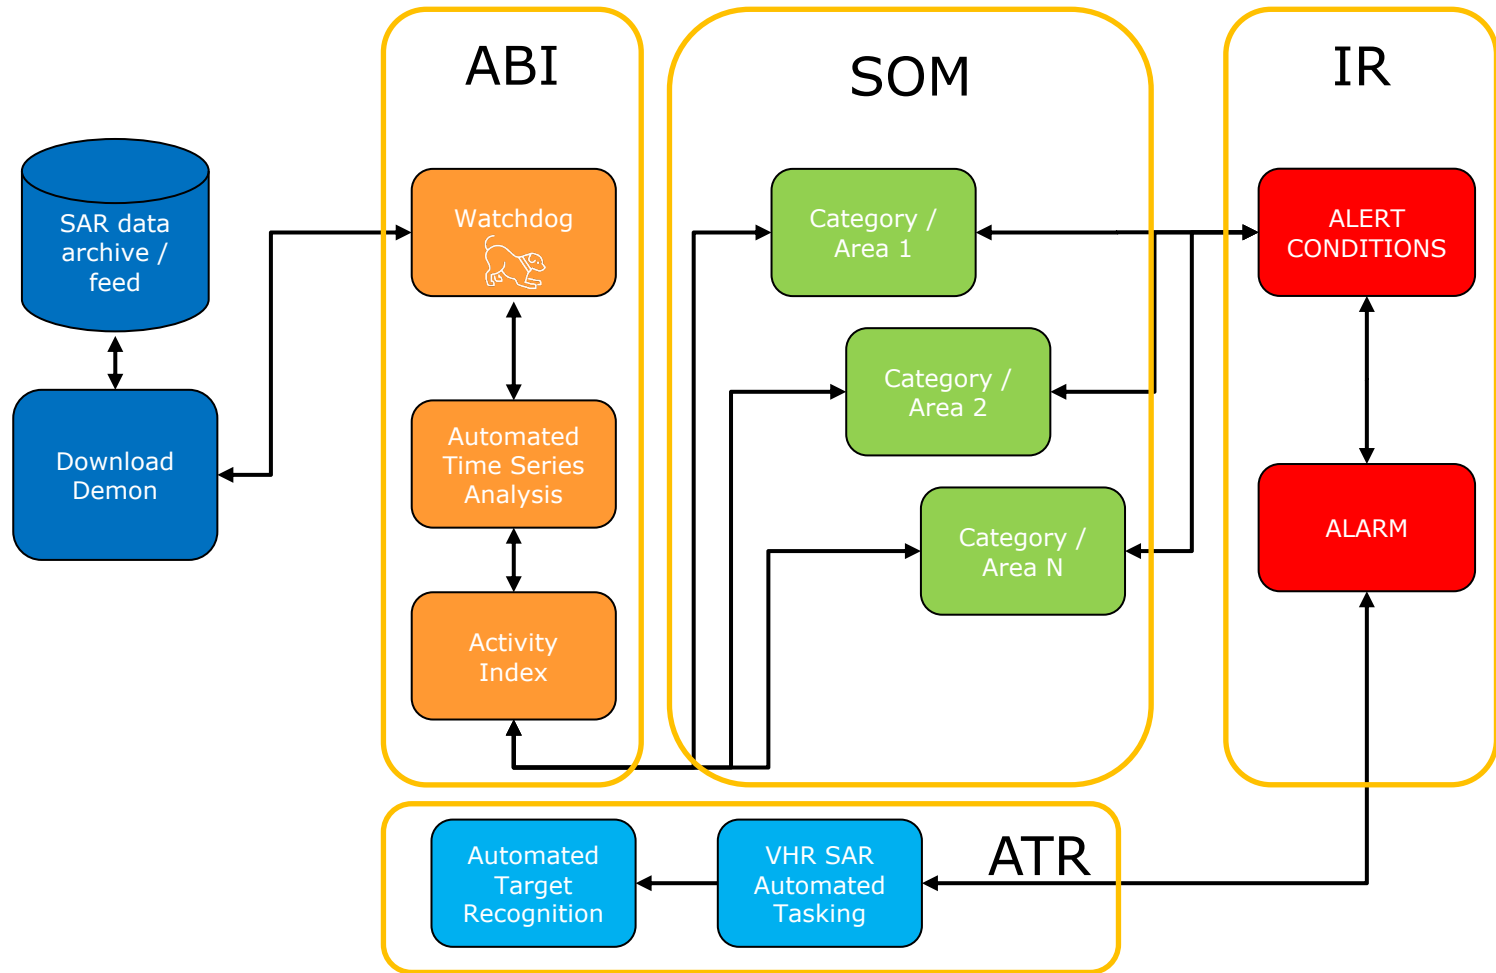 ABI
SOM
IR
SAR data
archive /
feed
Download
Demon
Watchdog
Automated
Time Series
Analysis
Activity
Index
Category /
Area 1
Category /
Area 2
Category /
Area N
ALERT
CONDITIONS
ALARM
Automated
Target
Recognition
VHR SAR
Automated
Tasking
ATR